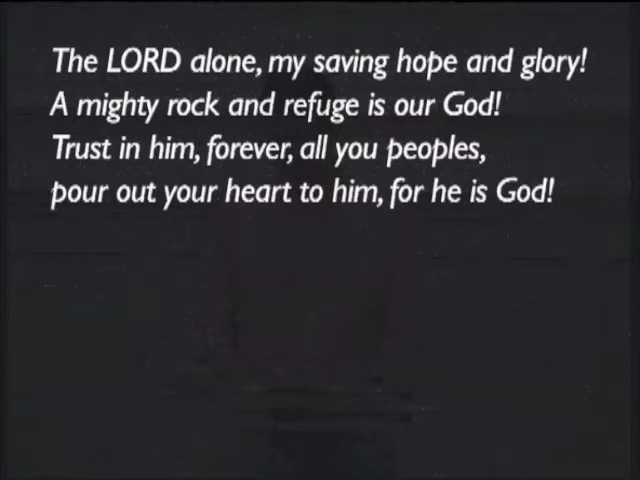 The LORD alone, my saving hope and glory!
A mighty rock and refuge is our God!
Trust in him, forever, all you peoples,
pour out your heart to him, for he is God!